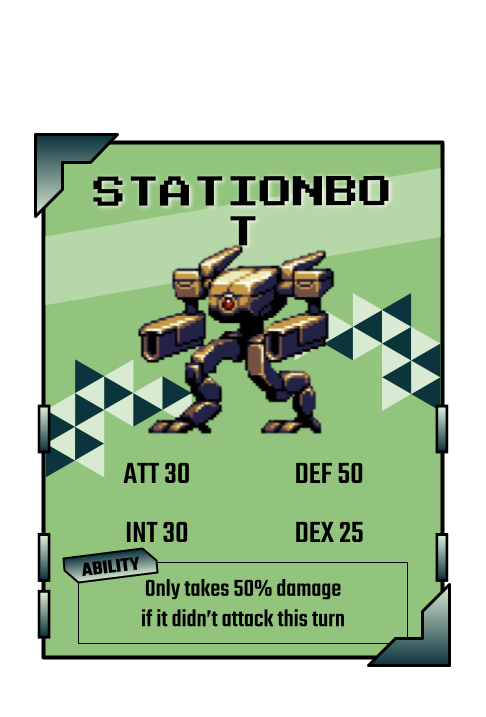 STATIONBO
T
ATT 30 DEF 50
INT 30 DEX 25
ABILITY
Only takes 50% damage
if it didn't attack this turn